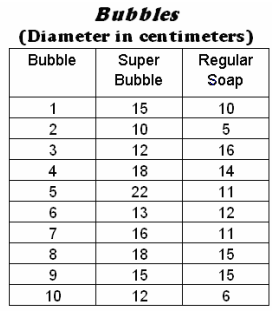 Bubbles
(Diameter in centimeters)
Bubble Super Bubble Regular Soap
1 15 10
2 10 5
3 12 16
4 18 14
5 22 11
6 13 12
7 16 11
8 18 15
9 15 15
10 12 6